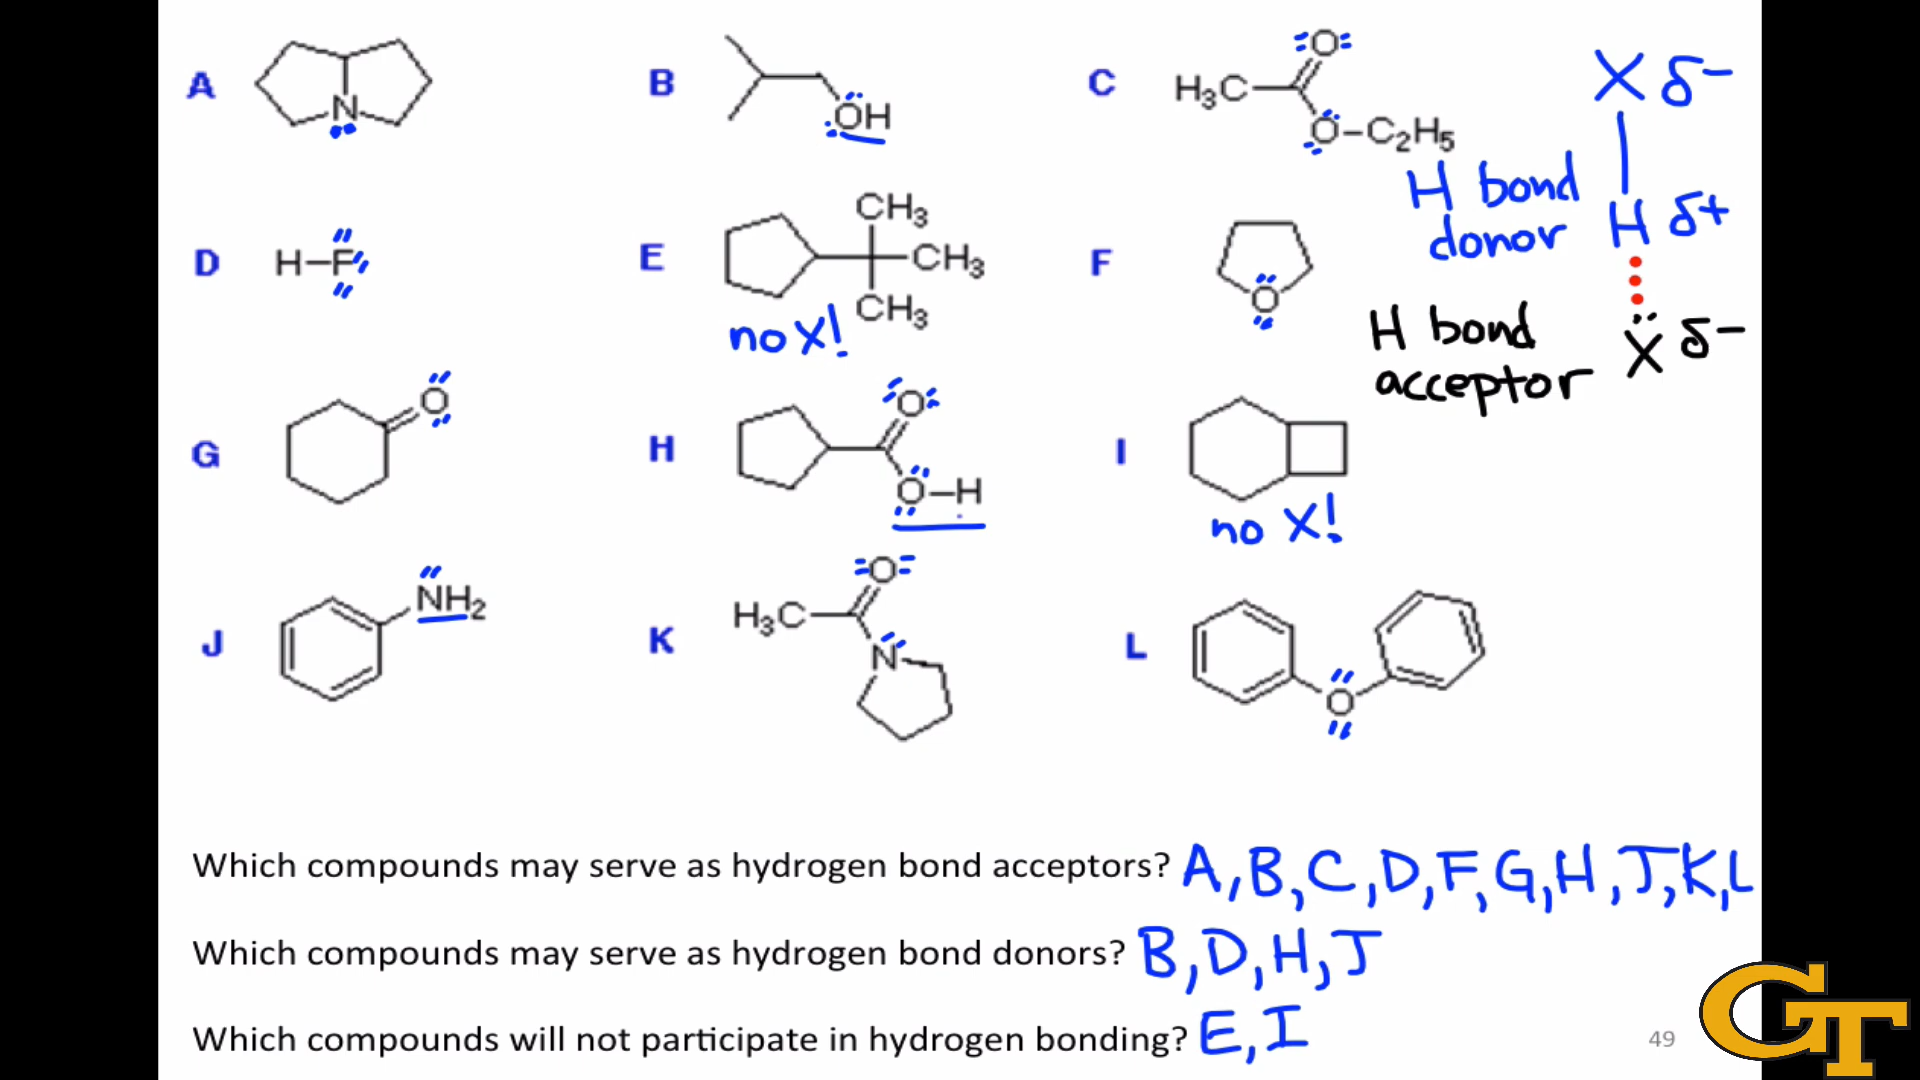 A
N
B
OH
C
O
H₃C
O–C₂H₅
X δ−
H bond donor
H δ+
D
H–F
E
CH₃
CH₃
CH₃
no X!
F
O
H bond acceptor
X δ−
G
O
H
O
O–H
I
no X!
J
NH₂
K
O
H₃C
N
L
O
Which compounds may serve as hydrogen bond acceptors? A, B, C, D, F, G, H, J, K, L
Which compounds may serve as hydrogen bond donors? B, D, H, J
Which compounds will not participate in hydrogen bonding? E, I
49
GT